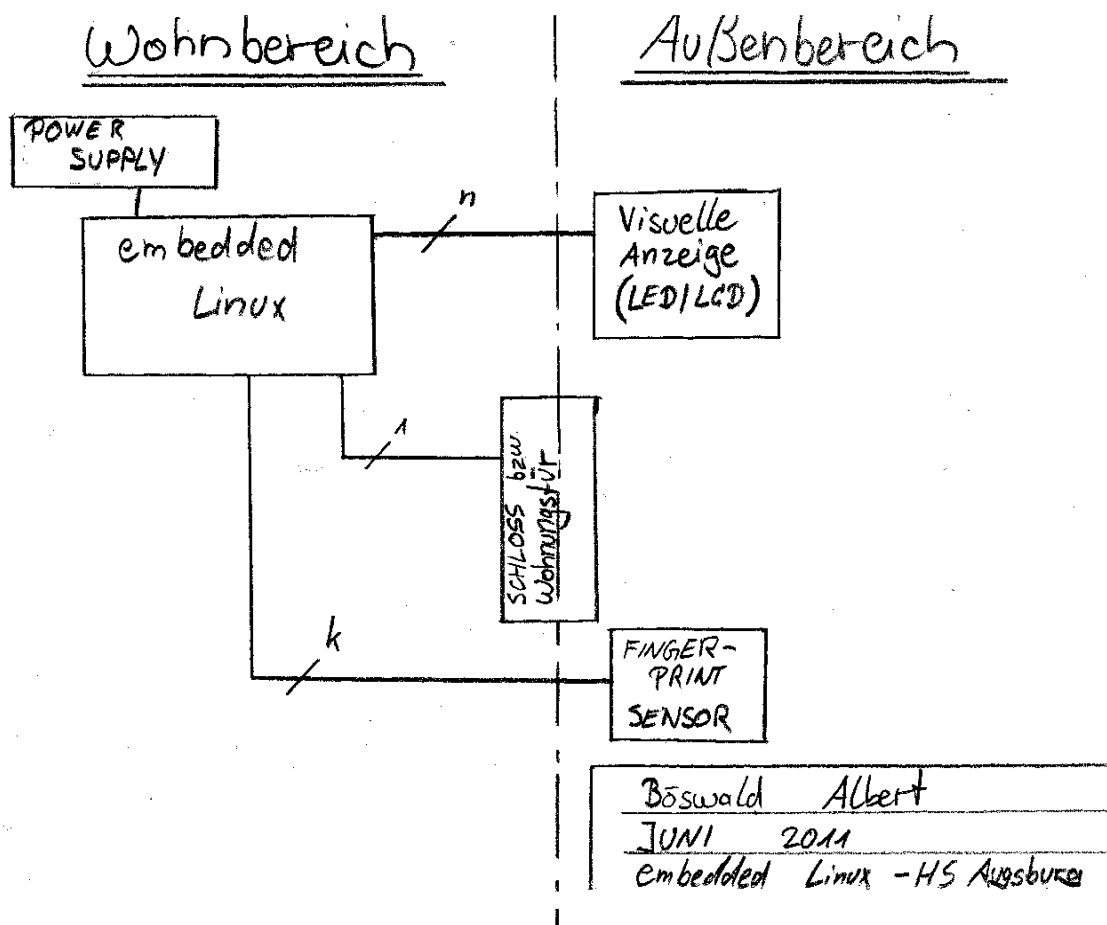 Wohnbereich
Außenbereich
POWER
SUPPLY
embedded
Linux
n
Visuelle
Anzeige
(LED/LCD)
1
SCHLOSS bzw
Wohnungstür
k
FINGER-
PRINT
SENSOR
Böswald Albert
JUNI 2011
embedded Linux - HS Augsburg